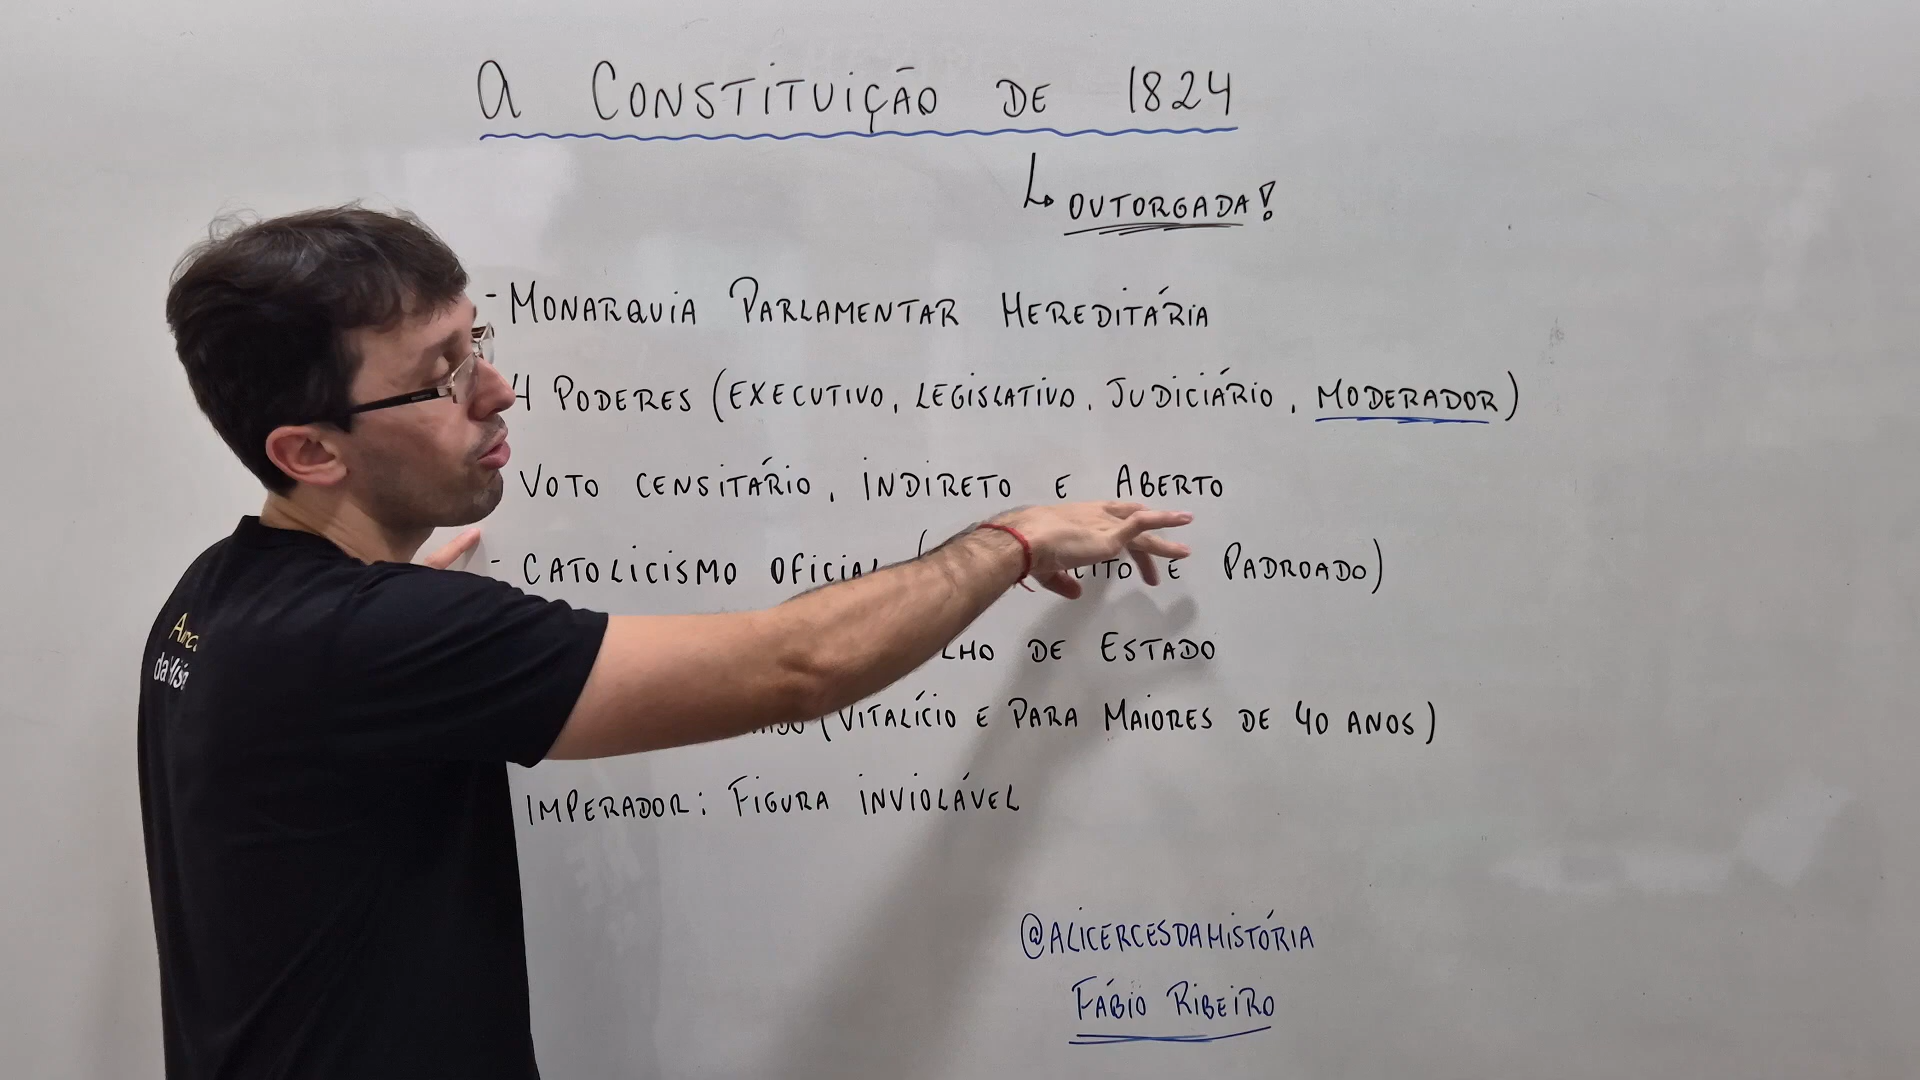 A CONSTITUIÇÃO DE 1824
OUTORGADA!
- MONARQUIA PARLAMENTAR HEREDITÁRIA
4 PODERES (EXECUTIVO, LEGISLATIVO, JUDICIÁRIO, MODERADOR)
VOTO CENSITÁRIO, INDIRETO E ABERTO
- CATOLICISMO OFICIAL E PADROADO)
DE ESTADO
(VITALÍCIO E PARA MAIORES DE 40 ANOS)
IMPERADOR: FIGURA INVIOLÁVEL
@ALICERCESDAHISTÓRIA
FÁBIO RIBEIRO